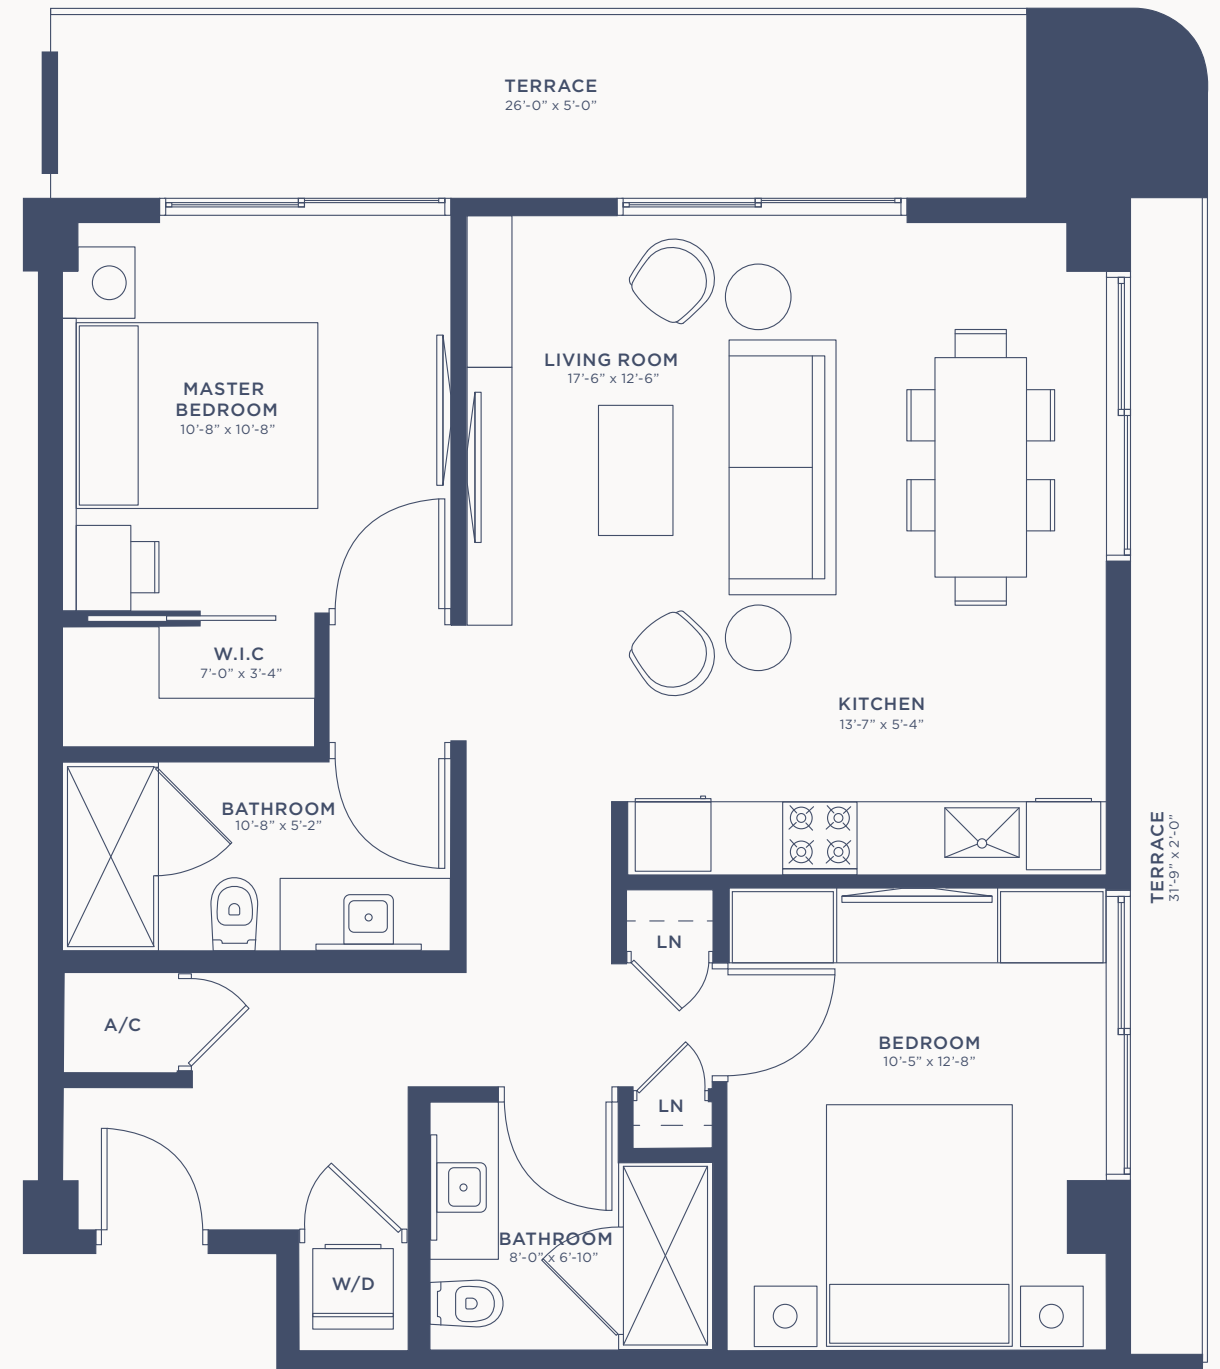 TERRACE
26'-0” x 5'-0”
LIVING ROOM
17'-6” x 12'-6”
MASTER
BEDROOM
10'-8” x 10'-8”
W.I.C
7'-0” x 3'-4”
KITCHEN
13'-7” x 5'-4”
BATHROOM
10'-8” x 5'-2”
TERRACE
31'-9” x 2'-0”
LN
A/C
BEDROOM
10'-5” x 12'-8”
LN
BATHROOM
8'-0” x 6'-10”
W/D